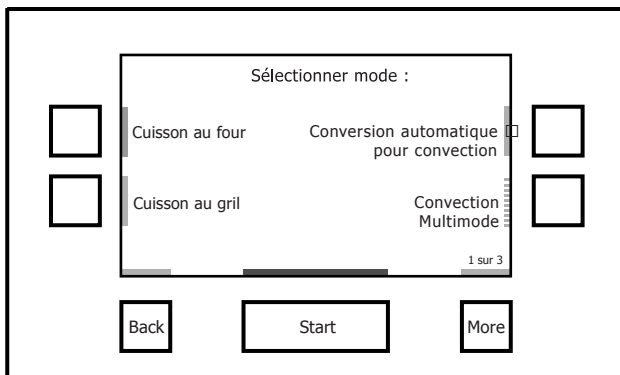 Sélectionner mode :
Cuisson au four
Conversion automatique
pour convection
Cuisson au gril
Convection
Multimode
1 sur 3
Back
Start
More